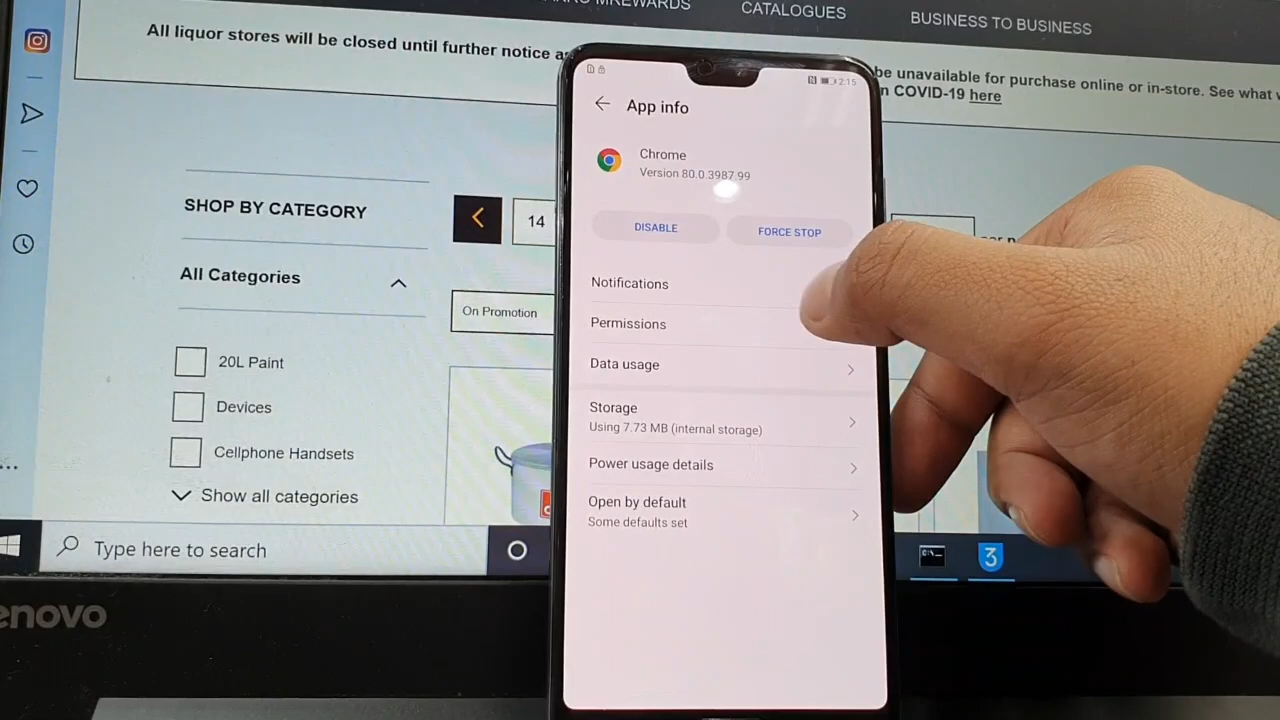 CATALOGUES
BUSINESS TO BUSINESS
All liquor stores will be closed until further notice
be unavailable for purchase online or in-store. See what
COVID-19 here
SHOP BY CATEGORY
14
All Categories
On Promotion
20L Paint
Devices
Cellphone Handsets
Show all categories
Type here to search
2:15
App info
Chrome
Version 80.0.3987.99
DISABLE
FORCE STOP
Notifications
Permissions
Data usage
Storage
Using 7.73 MB (internal storage)
Power usage details
Open by default
Some defaults set
C:\
3
enovo